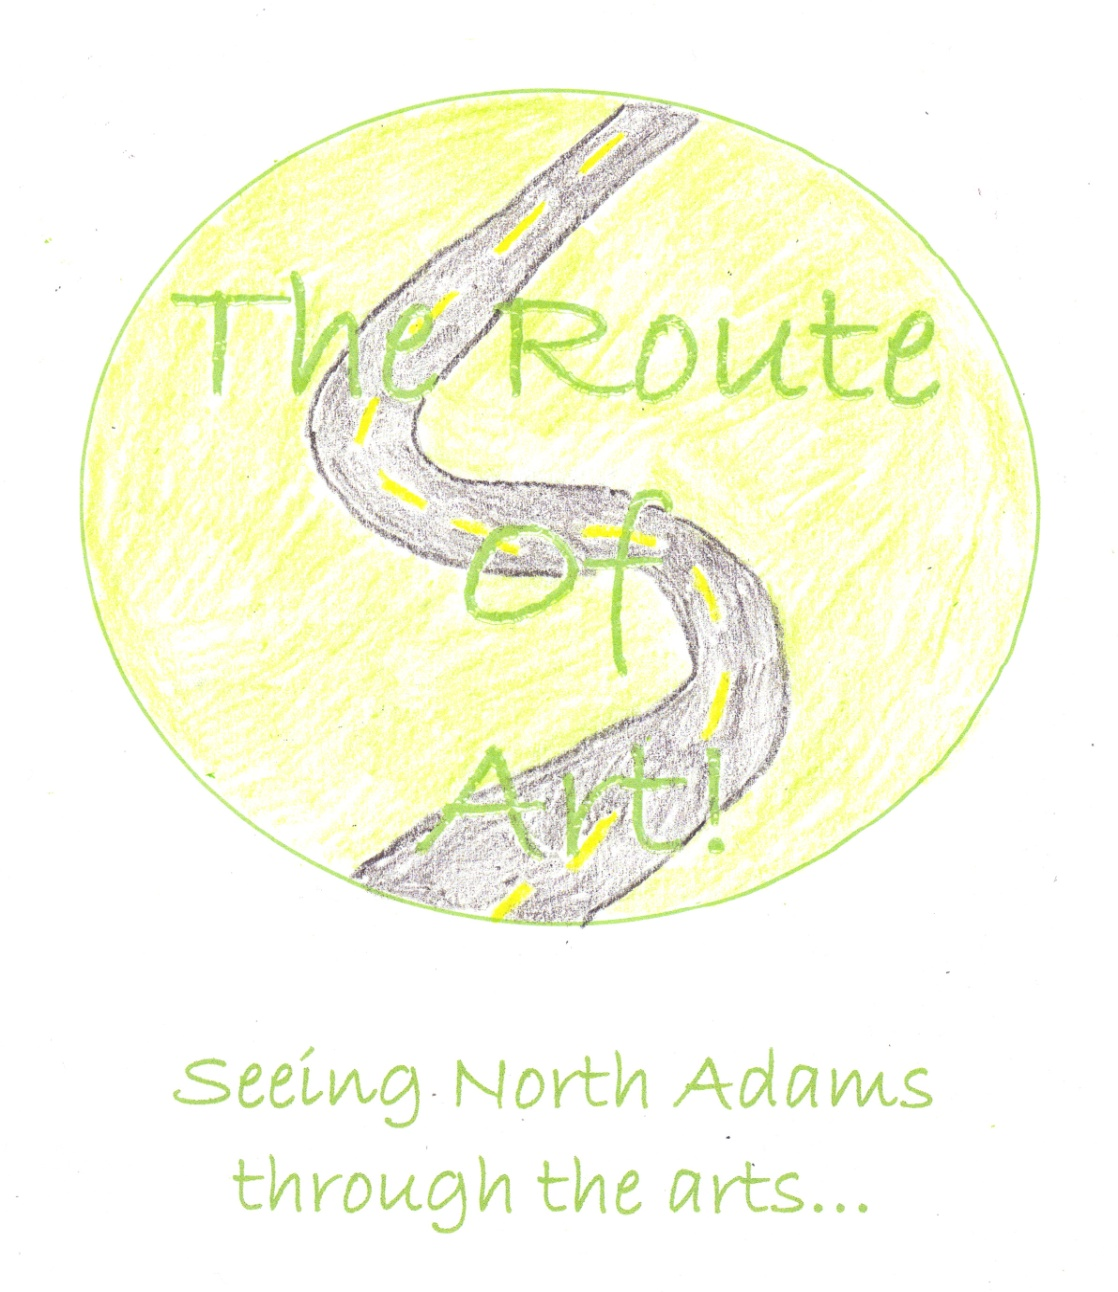 The Route
Of
Art!
Seeing North Adams
through the arts...